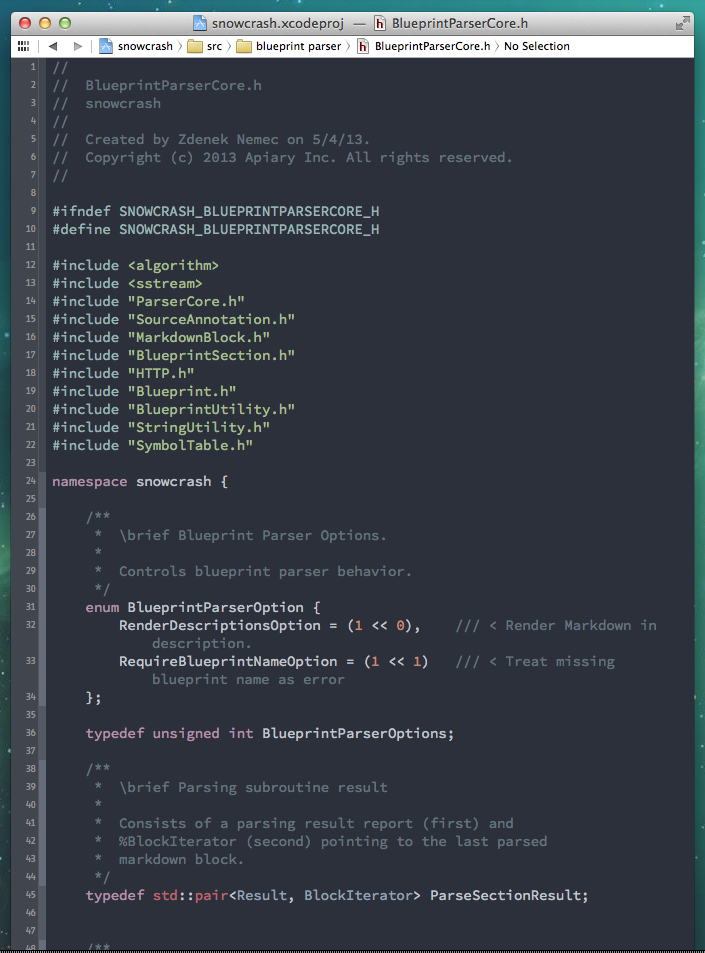 snowcrash.xcodeproj — BlueprintParserCore.h
snowcrash src blueprint parser BlueprintParserCore.h No Selection
1 //
2 //  BlueprintParserCore.h
3 //  snowcrash
4 //
5 //  Created by Zdenek Nemec on 5/4/13.
6 //  Copyright (c) 2013 Apiary Inc. All rights reserved.
7 //
8
9 #ifndef SNOWCRASH_BLUEPRINTPARSERCORE_H
10 #define SNOWCRASH_BLUEPRINTPARSERCORE_H
11
12 #include <algorithm>
13 #include <sstream>
14 #include "ParserCore.h"
15 #include "SourceAnnotation.h"
16 #include "MarkdownBlock.h"
17 #include "BlueprintSection.h"
18 #include "HTTP.h"
19 #include "Blueprint.h"
20 #include "BlueprintUtility.h"
21 #include "StringUtility.h"
22 #include "SymbolTable.h"
23
24 namespace snowcrash {
25
26     /**
27      *  \brief Blueprint Parser Options.
28      *
29      *  Controls blueprint parser behavior.
30      */
31     enum BlueprintParserOption {
32         RenderDescriptionsOption = (1 << 0),    /// < Render Markdown in
description.
33         RequireBlueprintNameOption = (1 << 1)   /// < Treat missing
blueprint name as error
34     };
35
36     typedef unsigned int BlueprintParserOptions;
37
38     /**
39      *  \brief Parsing subroutine result
40      *
41      *  Consists of a parsing result report (first) and
42      *  %BlockIterator (second) pointing to the last parsed
43      *  markdown block.
44      */
45     typedef std::pair<Result, BlockIterator> ParseSectionResult;
46
47
48     /**